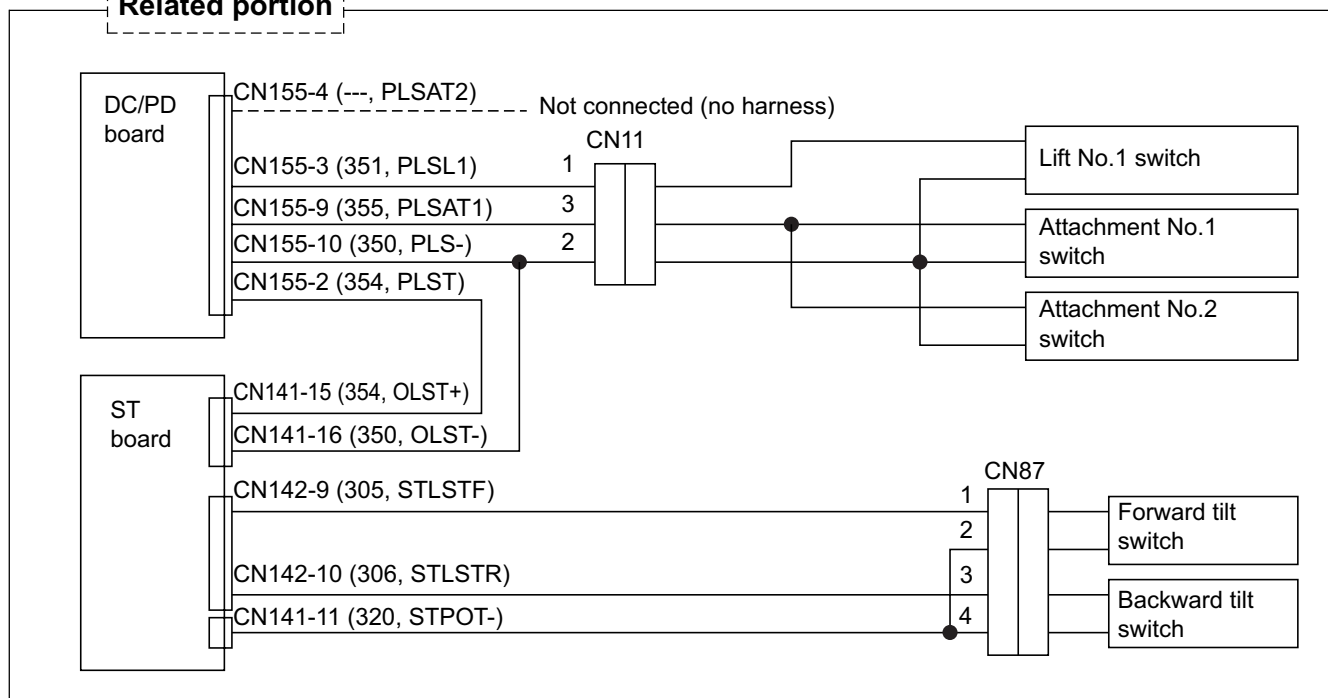 Related portion
DC/PD
board
CN155-4 (---, PLSAT2)
Not connected (no harness)
CN11
CN155-3 (351, PLSL1)
1
CN155-9 (355, PLSAT1)
3
CN155-10 (350, PLS-)
2
CN155-2 (354, PLST)
Lift No.1 switch
Attachment No.1
switch
Attachment No.2
switch
ST
board
CN141-15 (354, OLST+)
CN141-16 (350, OLST-)
CN142-9 (305, STLSTF)
CN87
1
2
CN142-10 (306, STLSTR)
3
CN141-11 (320, STPOT-)
4
Forward tilt
switch
Backward tilt
switch